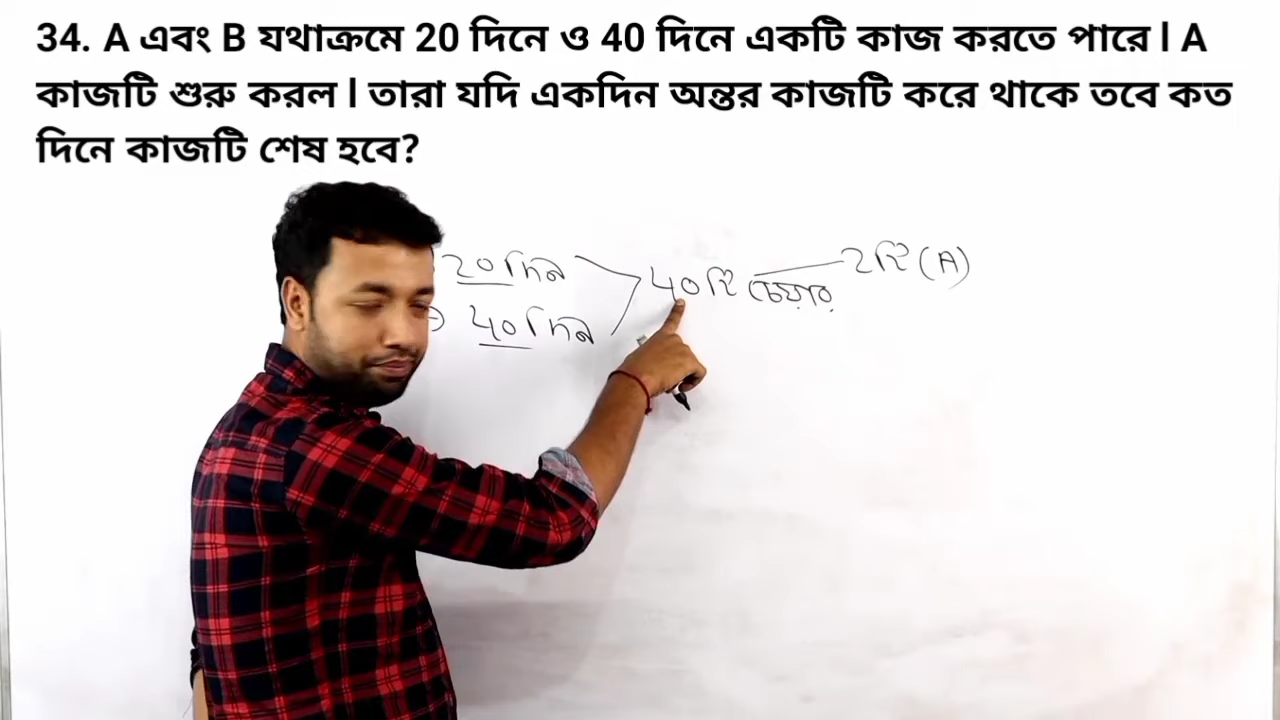 34. A এবং B যথাক্রমে 20 দিনে ও 40 দিনে একটি কাজ করতে পারে l A
কাজটি শুরু করল l তারা যদি একদিন অন্তর কাজটি করে থাকে তবে কত
দিনে কাজটি শেষ হবে?
20 দিন
40 দিন
40 টি চেয়ার
2 টি (A)